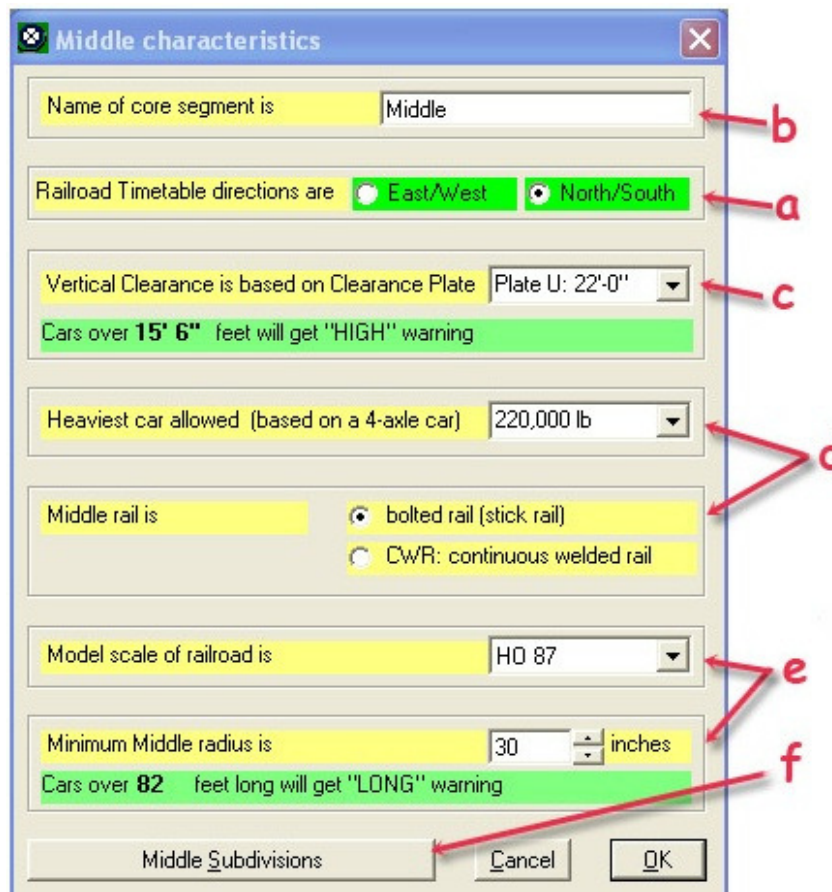 Middle characteristics
Name of core segment is Middle
b
Railroad Timetable directions are East/West North/South
a
Vertical Clearance is based on Clearance Plate Plate U: 22'-0"
c
Cars over 15' 6" feet will get "HIGH" warning
Heaviest car allowed (based on a 4-axle car) 220,000 lb
Middle rail is bolted rail (stick rail)
CWR: continuous welded rail
Model scale of railroad is HO 87
e
Minimum Middle radius is 30 inches
Cars over 82 feet long will get "LONG" warning
f
Middle Subdivisions Cancel OK